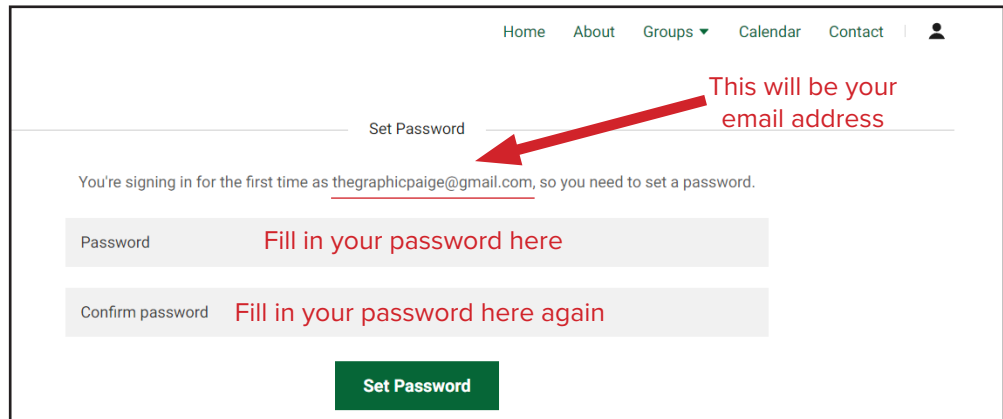 Home About Groups Calendar Contact
This will be your
email address
Set Password
You're signing in for the first time as thegraphicpaige@gmail.com, so you need to set a password.
Password Fill in your password here
Confirm password Fill in your password here again
Set Password